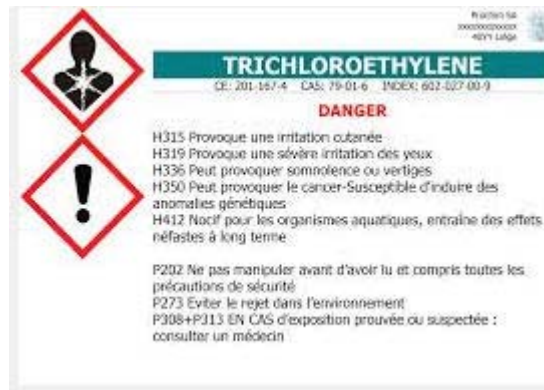 Prochim SA
4071 Liège
TRICHLOROETHYLENE
CE: 201-167-4 CAS: 79-01-6 INDEX: 602-027-00-9
DANGER
H315 Provoque une irritation cutanée
H319 Provoque une sévère irritation des yeux
H336 Peut provoquer somnolence ou vertiges
H350 Peut provoquer le cancer-Susceptible d'induire des
anomalies génétiques
H412 Nocif pour les organismes aquatiques, entraîne des effets
néfastes à long terme
P202 Ne pas manipuler avant d'avoir lu et compris toutes les
précautions de sécurité
P273 Eviter le rejet dans l'environnement
P308+P313 EN CAS d'exposition prouvée ou suspectée :
consulter un médecin